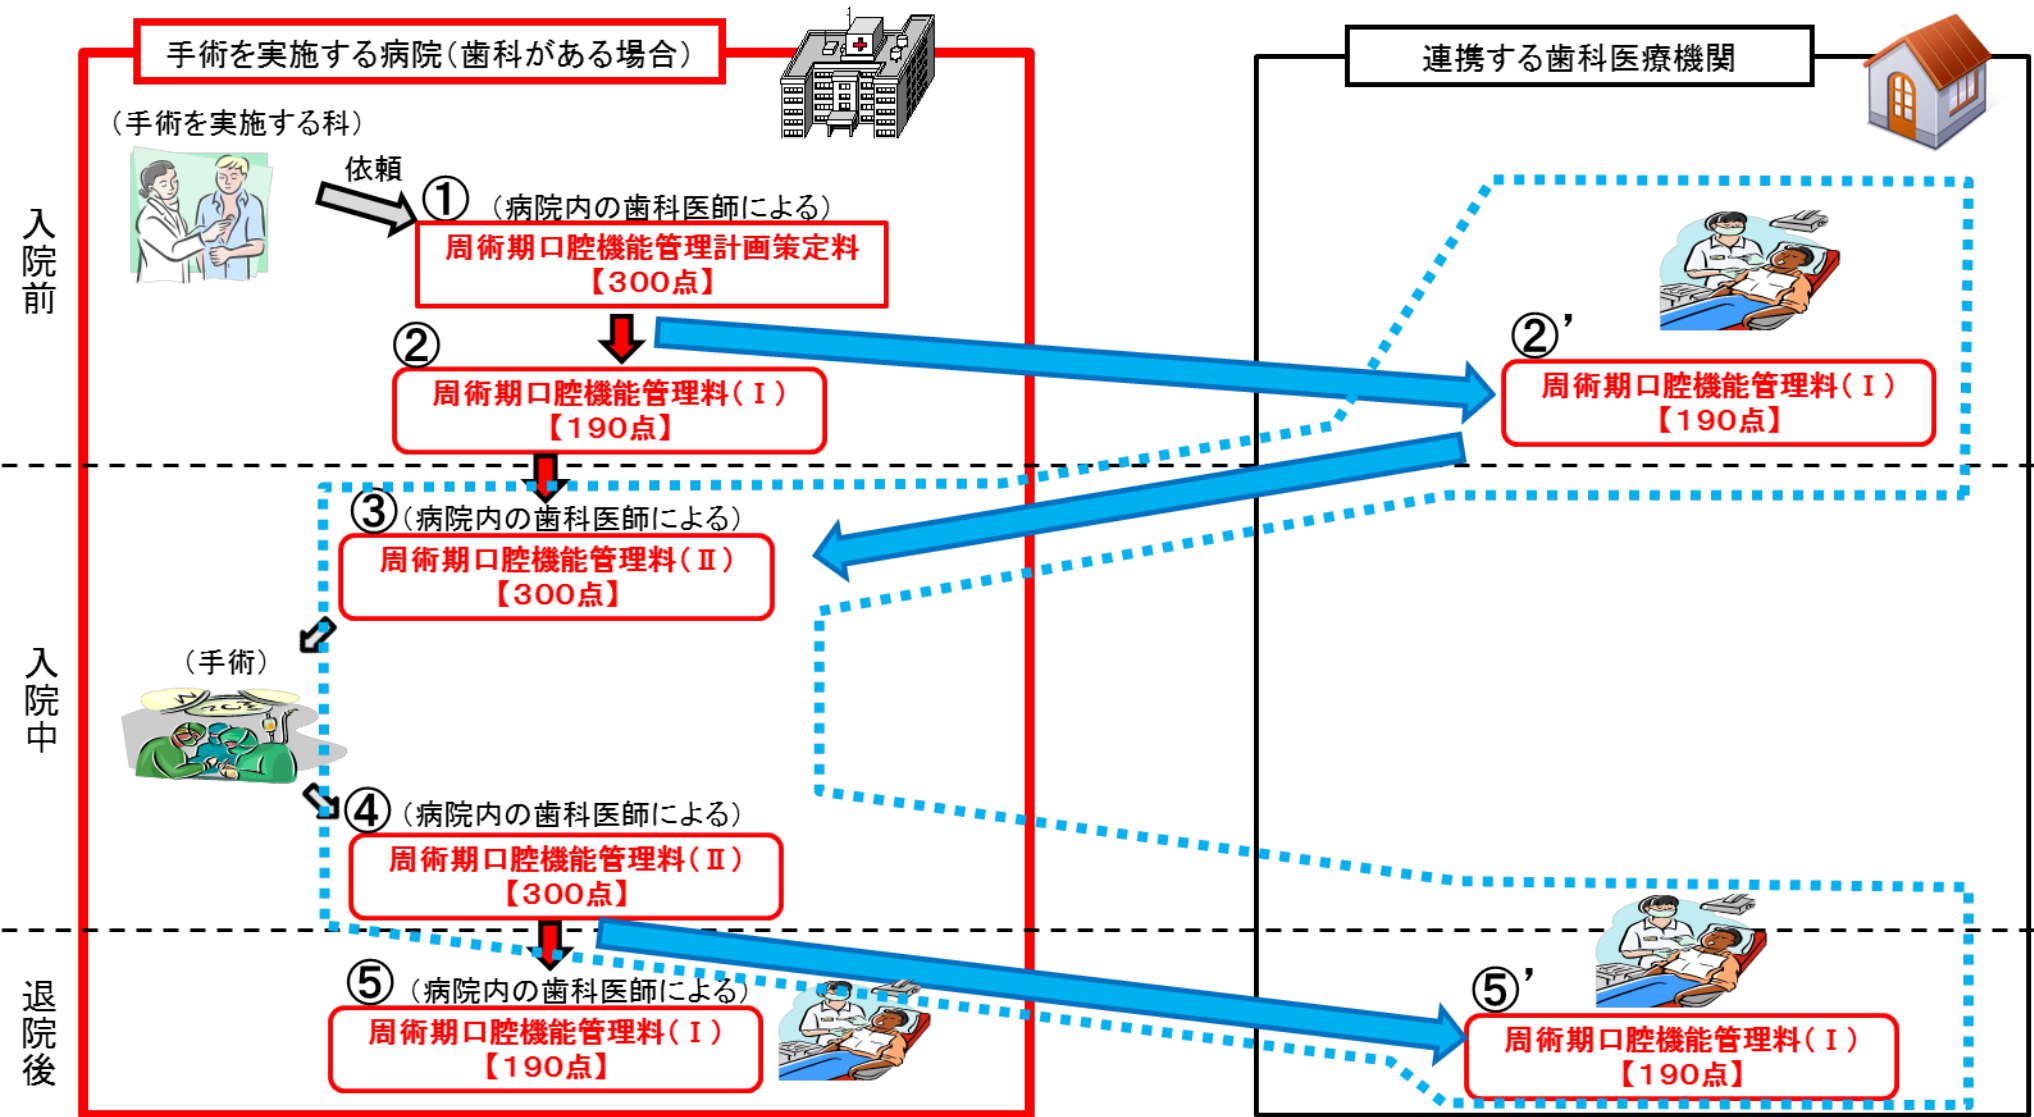 手術を実施する病院（歯科がある場合）
連携する歯科医療機関
（手術を実施する科）
入院前
依頼
①（病院内の歯科医師による）
周術期口腔機能管理計画策定料
【300点】
②
周術期口腔機能管理料（Ⅰ）
【190点】
②’
周術期口腔機能管理料（Ⅰ）
【190点】
入院中
③（病院内の歯科医師による）
周術期口腔機能管理料（Ⅱ）
【300点】
（手術）
④（病院内の歯科医師による）
周術期口腔機能管理料（Ⅱ）
【300点】
退院後
⑤（病院内の歯科医師による）
周術期口腔機能管理料（Ⅰ）
【190点】
⑤’
周術期口腔機能管理料（Ⅰ）
【190点】